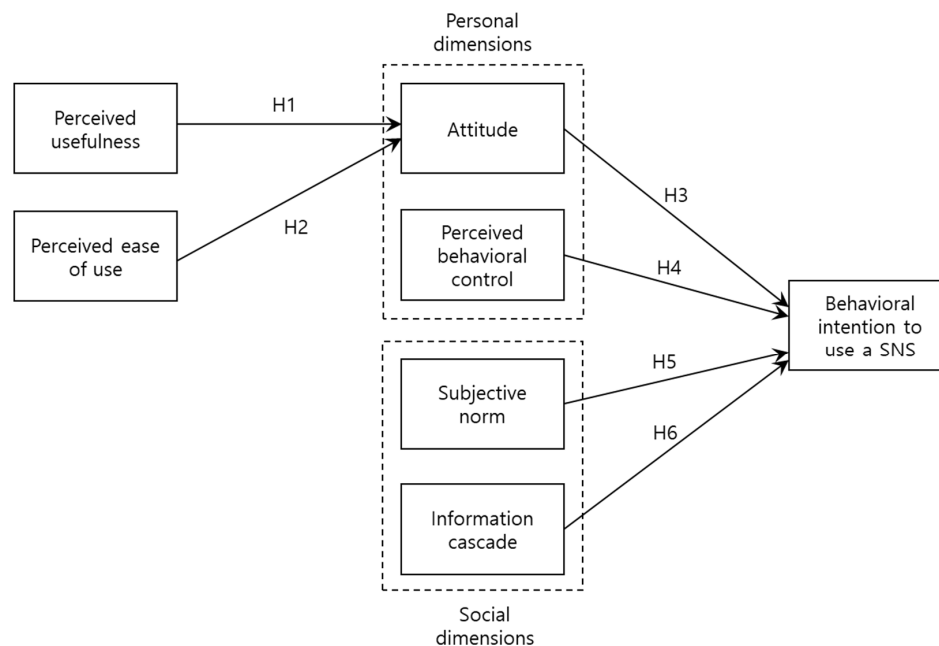 Personal
dimensions
Perceived
usefulness
H1
Attitude
H2
Perceived ease
of use
Perceived
behavioral
control
H3
H4
Behavioral
intention to
use a SNS
Subjective
norm
H5
H6
Information
cascade
Social
dimensions